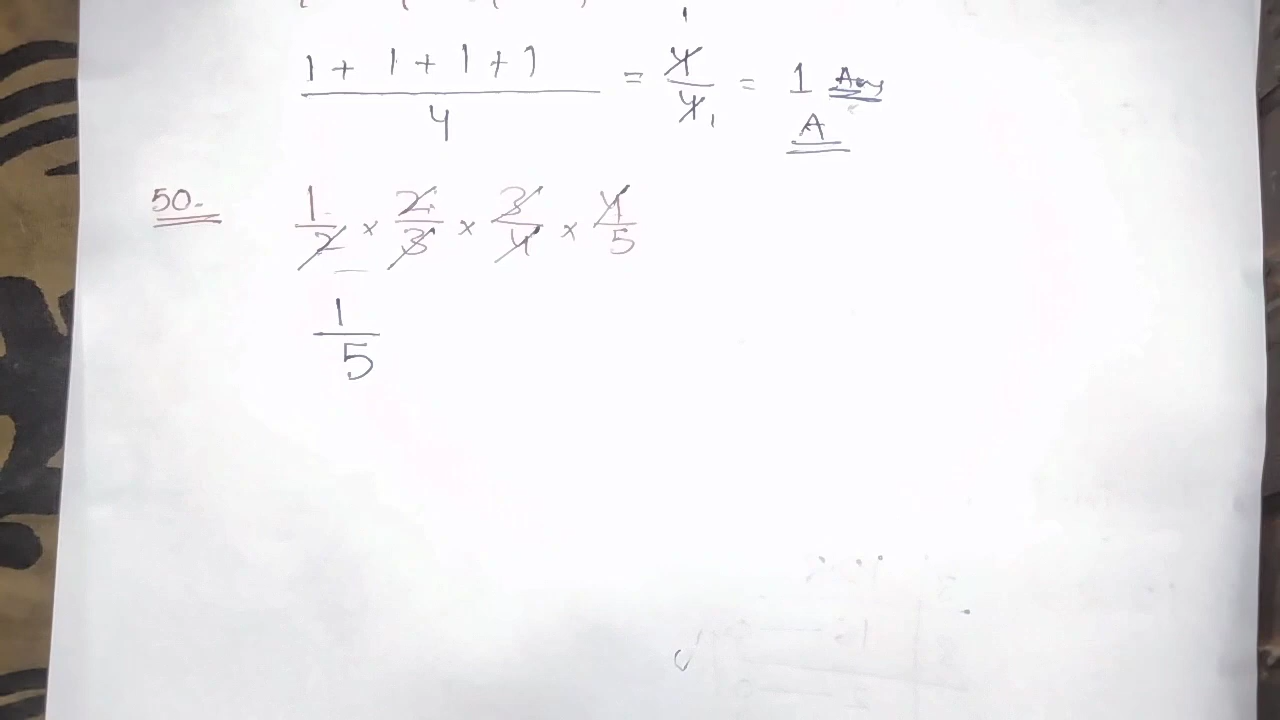 1 + 1 + 1 + 1 / 4 = 4/4 = 1 Ans
A
50. 1/2 × 2/3 × 3/4 × 4/5
1/5